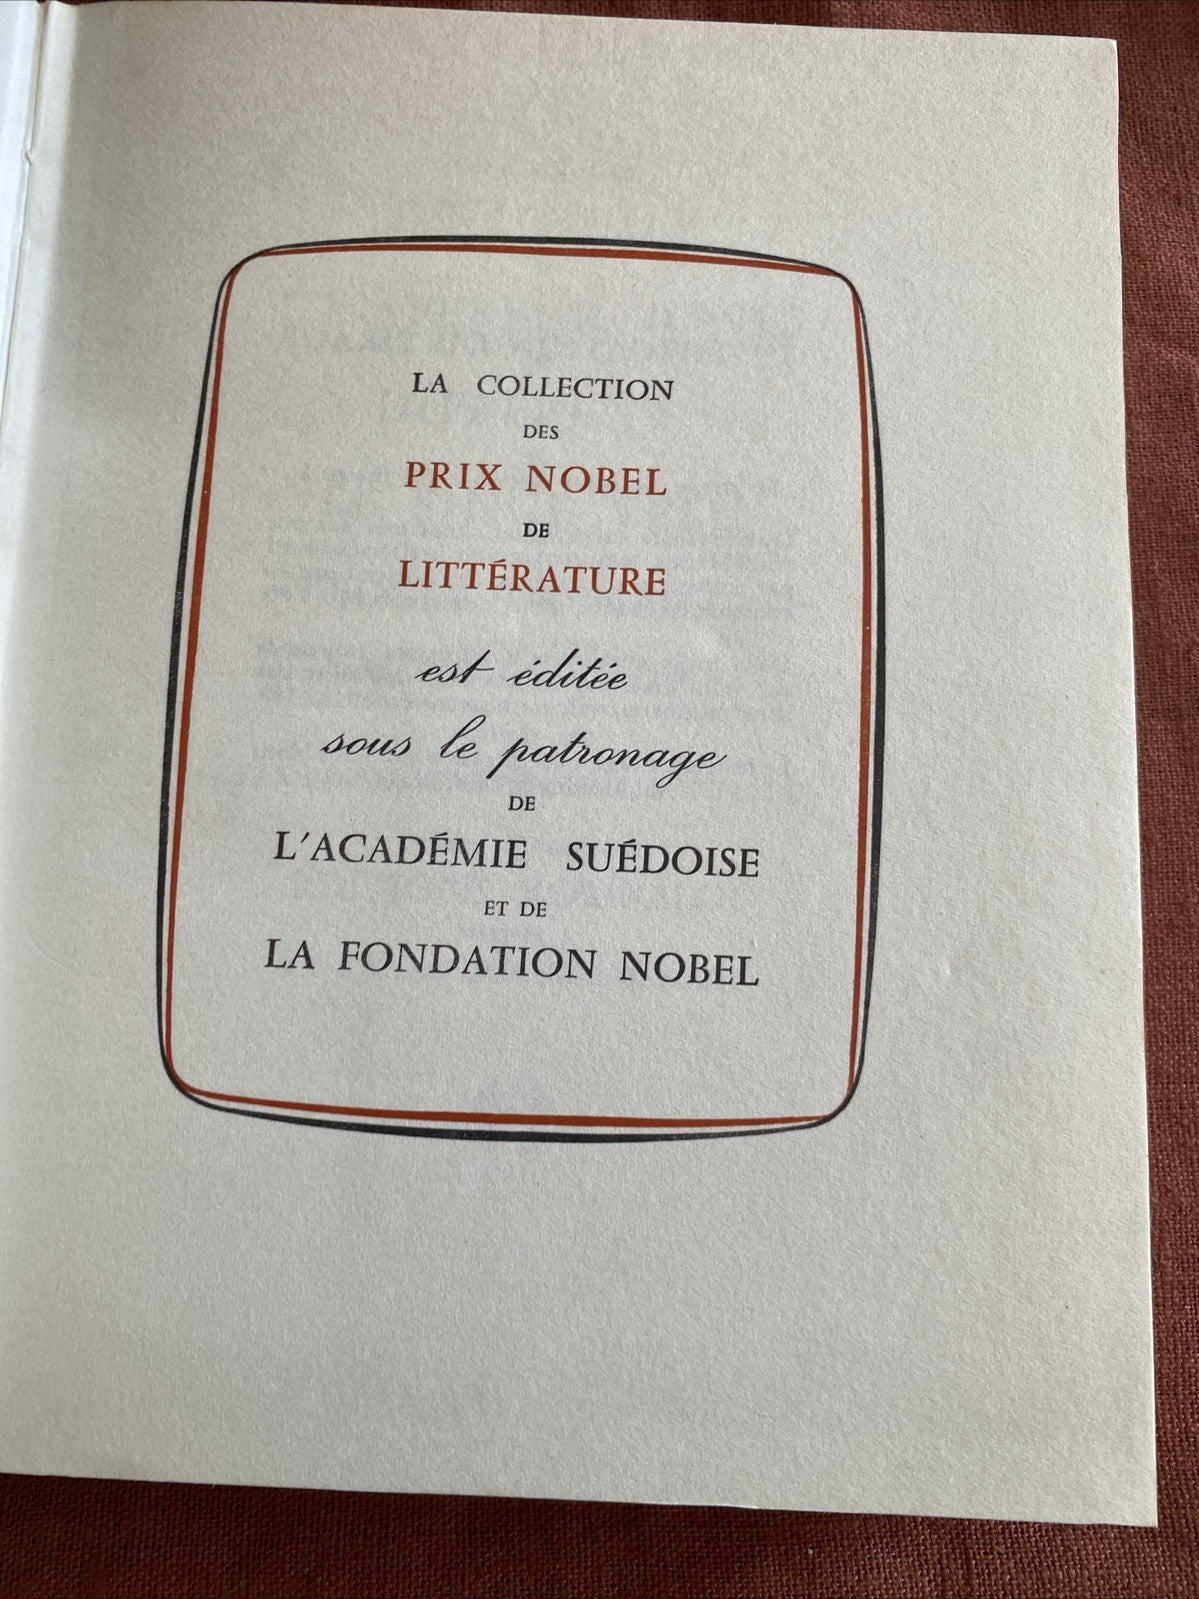 LA COLLECTION
DES
PRIX NOBEL
DE
LITTÉRATURE
est éditée
sous le patronage
DE
L'ACADÉMIE SUÉDOISE
ET DE
LA FONDATION NOBEL